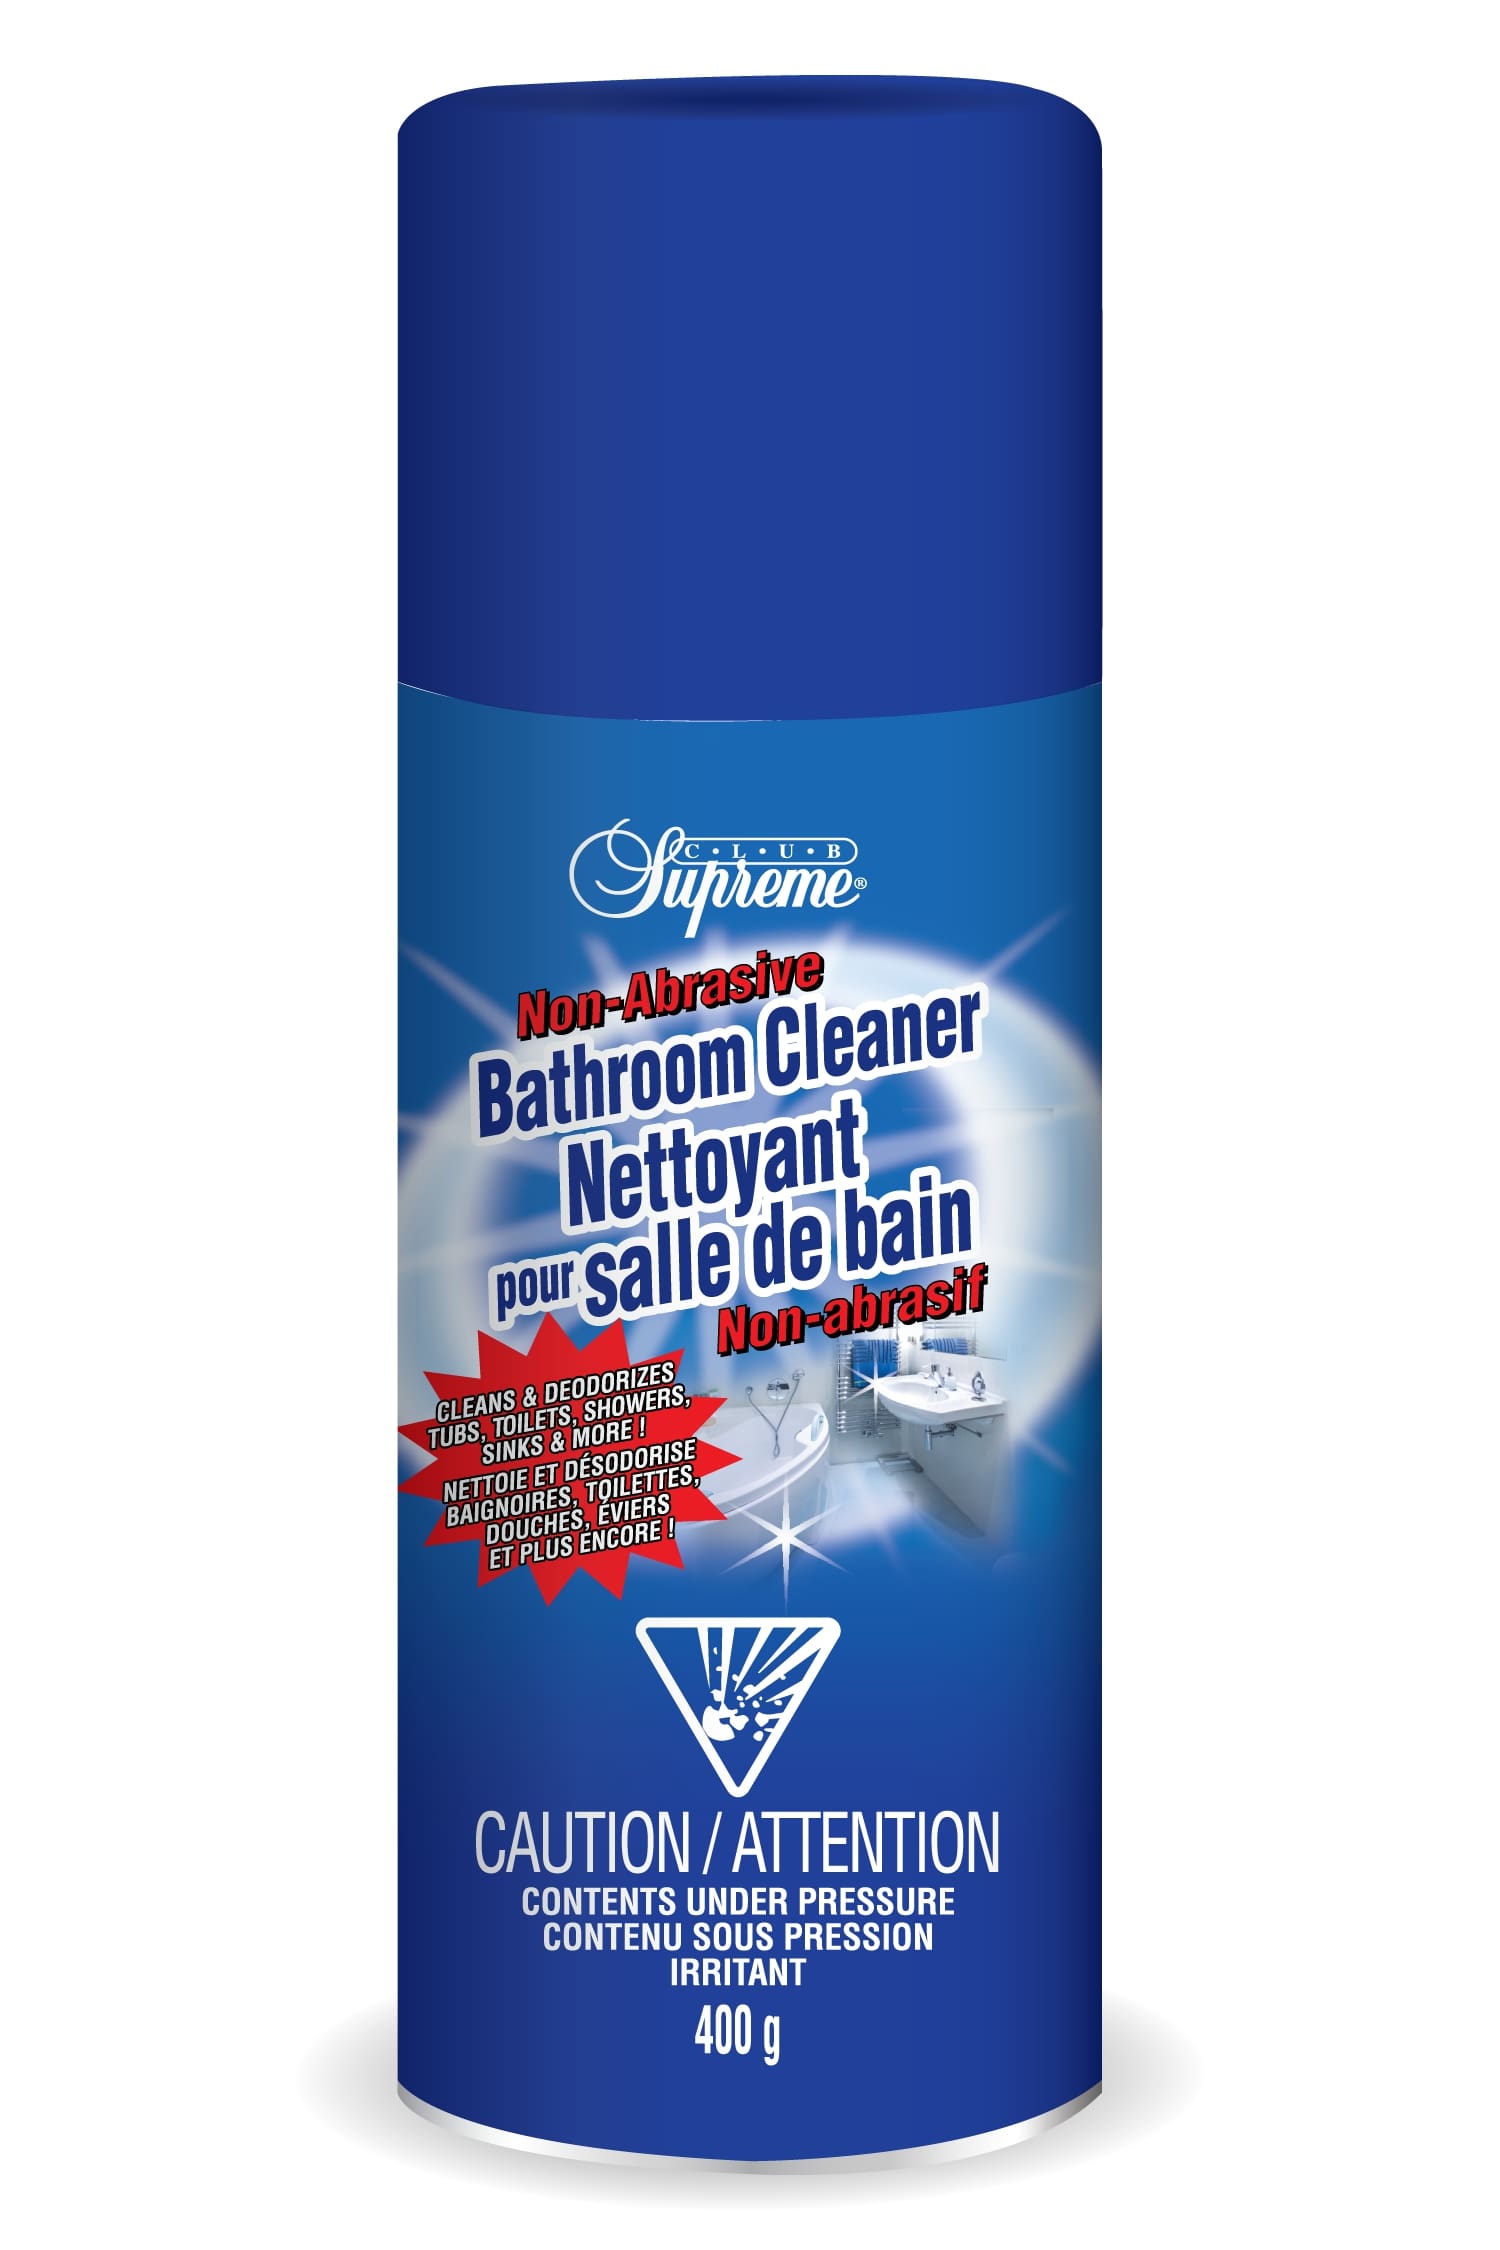 C·L·U·B
Supreme®
Non-Abrasive
Bathroom Cleaner
Nettoyant
pour salle de bain
Non-abrasif
CLEANS & DEODORIZES
TUBS, TOILETS, SHOWERS,
SINKS & MORE !
NETTOIE ET DÉSODORISE
BAIGNOIRES, TOILETTES,
DOUCHES, ÉVIERS
ET PLUS ENCORE !
CAUTION / ATTENTION
CONTENTS UNDER PRESSURE
CONTENU SOUS PRESSION
IRRITANT
400 g